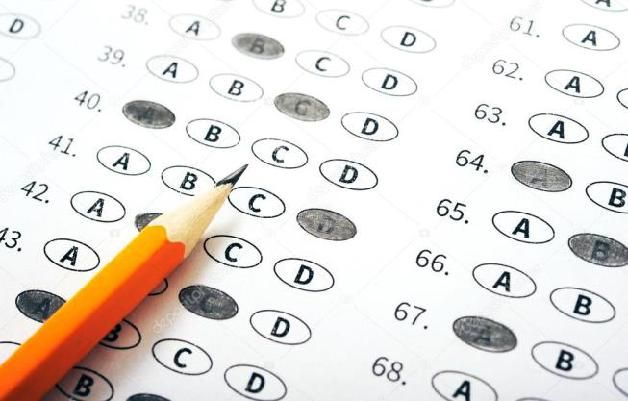 D
B C D
38. A B C D
39. A B C D
40. A B C D
41. A B C D
42. A C D
43. A C D
A B C D
B
61. A
62. A
63. A
64. A B
65. A B
66. A B
67. A B
68. A